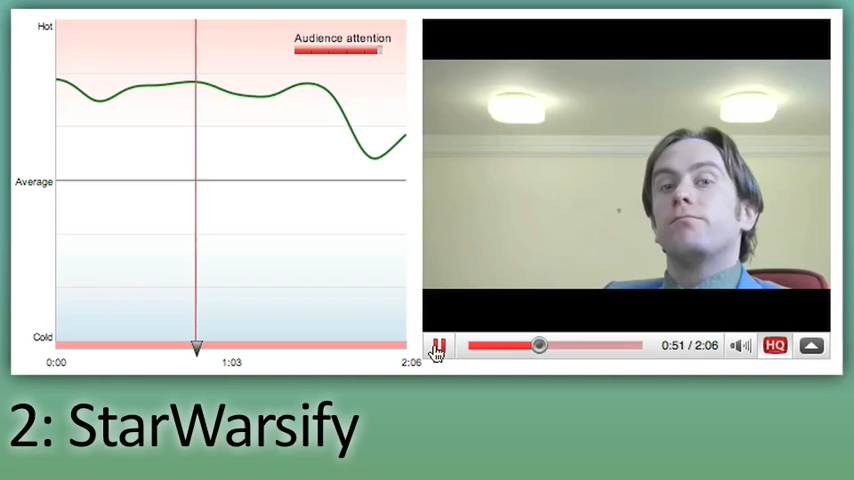 Hot
Audience attention
Average
Cold
0:00
1:03
2:06
0:51 / 2:06
HQ
2: StarWarsify